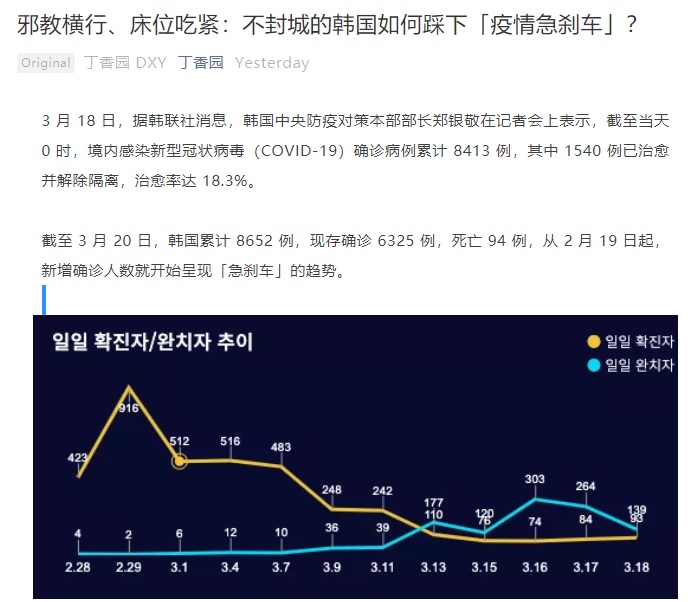 邪教横行、床位吃紧：不封城的韩国如何踩下「疫情急刹车」？
Original 丁香园 DXY 丁香园 Yesterday
3 月 18 日，据韩联社消息，韩国中央防疫对策本部部长郑银敬在记者会上表示，截至当天
0 时，境内感染新型冠状病毒（COVID-19）确诊病例累计 8413 例，其中 1540 例已治愈
并解除隔离，治愈率达 18.3%。
截至 3 月 20 日，韩国累计 8652 例，现存确诊 6325 例，死亡 94 例，从 2 月 19 日起，
新增确诊人数就开始呈现「急刹车」的趋势。
일일 확진자/완치자 추이
일일 확진자
일일 완치자
423 916 512 516 483 248 242 110 76 74 84 93
4 2 6 12 10 36 39 177 120 303 264 139
2.28 2.29 3.1 3.4 3.7 3.9 3.11 3.13 3.15 3.16 3.17 3.18